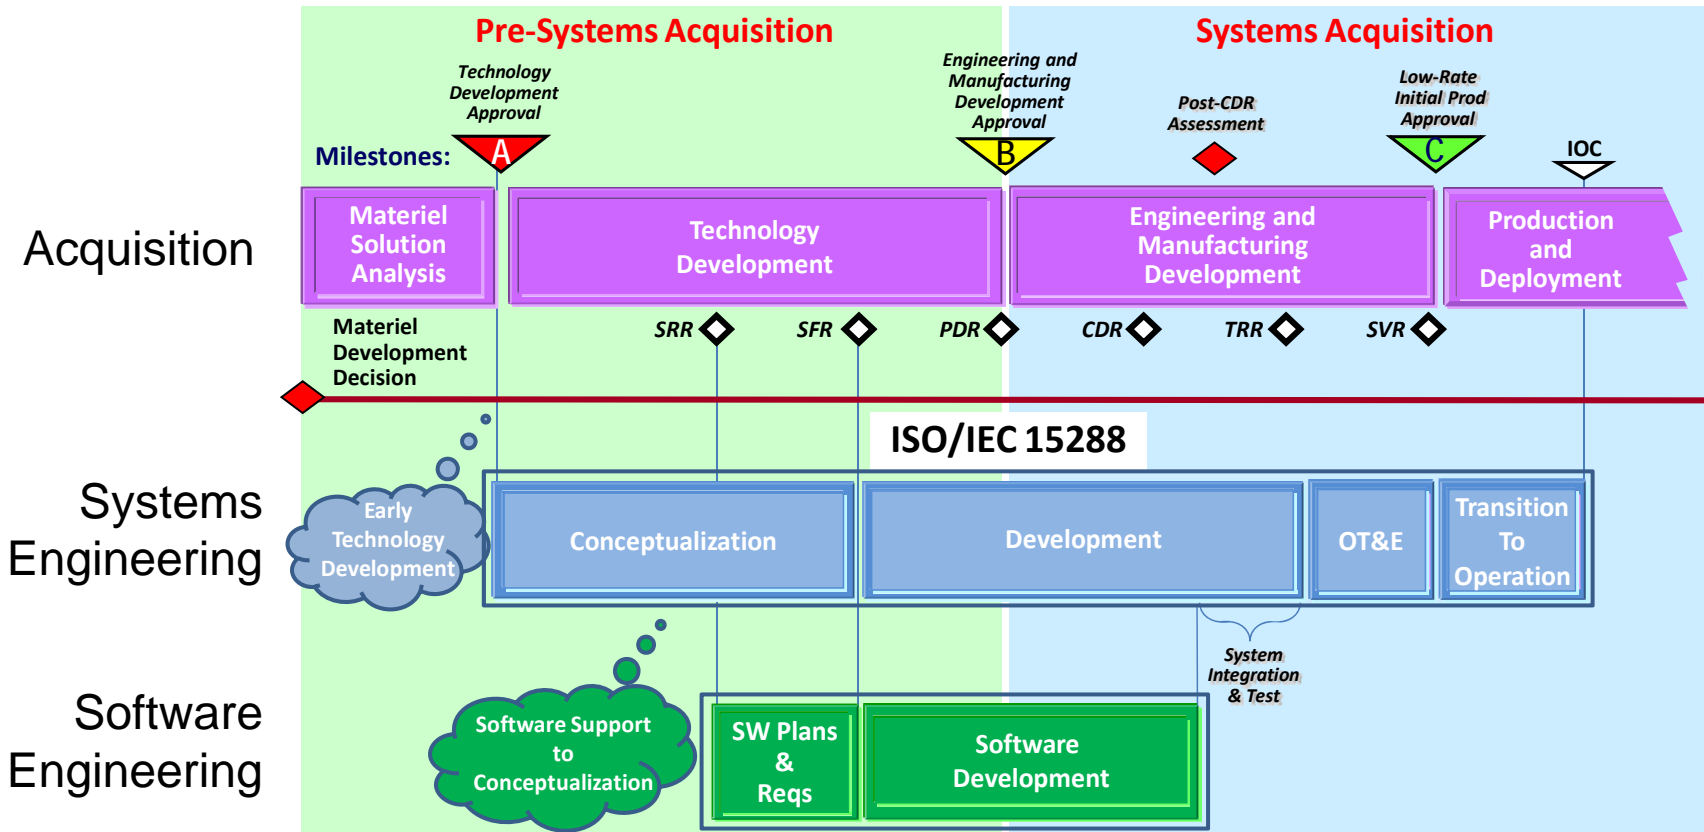 Pre-Systems Acquisition
Systems Acquisition
Technology
Development
Approval
Engineering and
Manufacturing
Development
Approval
Post-CDR
Assessment
Low-Rate
Initial Prod
Approval
Milestones:
A
B
C
IOC
Acquisition
Materiel
Solution
Analysis
Technology
Development
Engineering and
Manufacturing
Development
Production
and
Deployment
Materiel
Development
Decision
SRR
SFR
PDR
CDR
TRR
SVR
ISO/IEC 15288
Systems
Engineering
Early
Technology
Development
Conceptualization
Development
OT&E
Transition
To
Operation
System
Integration
& Test
Software
Engineering
Software Support
to
Conceptualization
SW Plans
&
Reqs
Software
Development